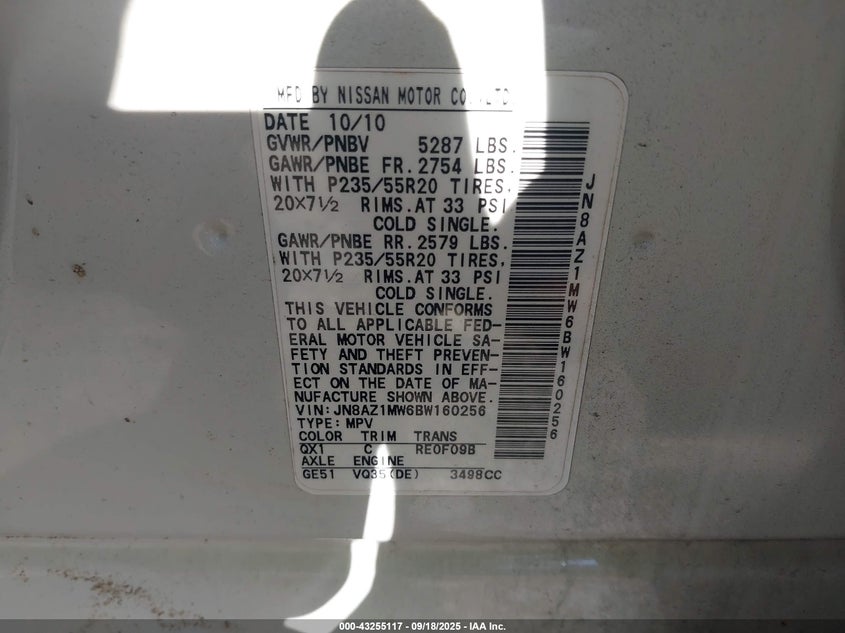 MFD BY NISSAN MOTOR CO.,LTD.
DATE 10/10
GVWR/PNBV 5287 LBS.
GAWR/PNBE FR. 2754 LBS.
WITH P235/55R20 TIRES,
20×7½ RIMS.AT 33 PSI
COLD SINGLE.
GAWR/PNBE RR. 2579 LBS.
WITH P235/55R20 TIRES,
20×7½ RIMS.AT 33 PSI
COLD SINGLE.
THIS VEHICLE CONFORMS
TO ALL APPLICABLE FED-
ERAL MOTOR VEHICLE SA-
FETY AND THEFT PREVEN-
TION STANDARDS IN EFF-
ECT ON THE DATE OF MA-
NUFACTURE SHOWN ABOVE.
VIN: JN8AZ1MW6BW160256
TYPE: MPV
COLOR TRIM TRANS
QX1 C RE0F09B
AXLE ENGINE
GE51 VQ35(DE) 3498CC
JN8AZ1MW6BW160256
000-43255117 - 09/18/2025 - IAA Inc.